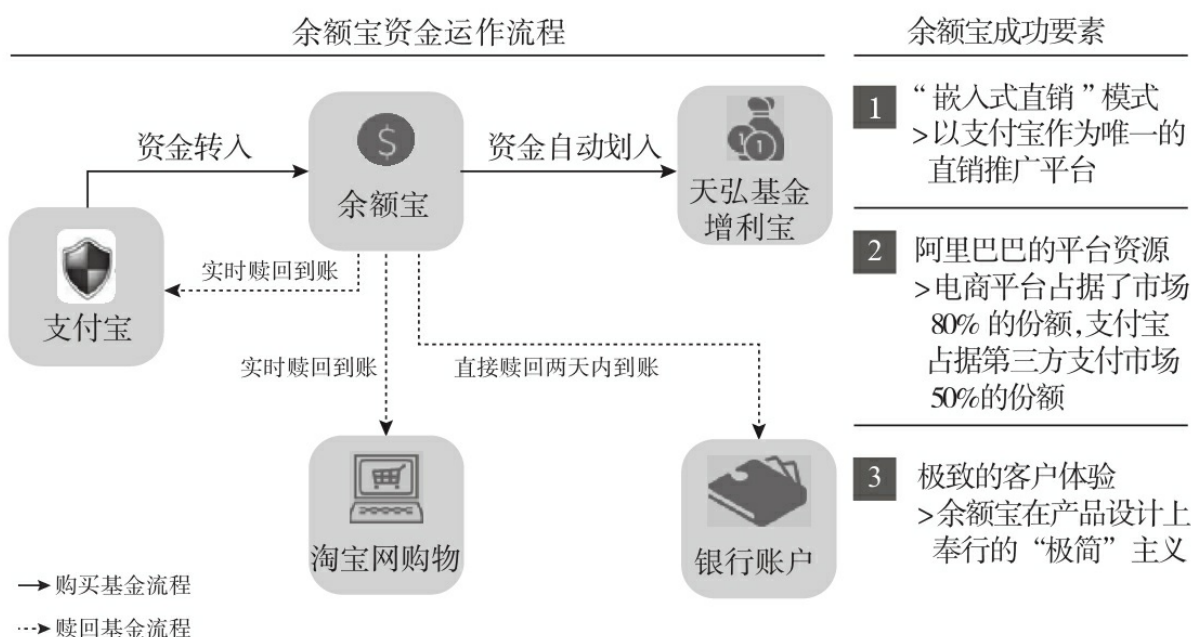 余额宝资金运作流程
资金转入
$
余额宝
资金自动划入
1 1
天弘基金
增利宝
支付宝
实时赎回到账
实时赎回到账
直接赎回两天内到账
淘宝网购物
银行账户
购买基金流程
赎回基金流程
余额宝成功要素
1 “嵌入式直销”模式
>以支付宝作为唯一的
直销推广平台
2 阿里巴巴的平台资源
>电商平台占据了市场
80% 的份额,支付宝
占据第三方支付市场
50%的份额
3 极致的客户体验
>余额宝在产品设计上
奉行的“极简”主义